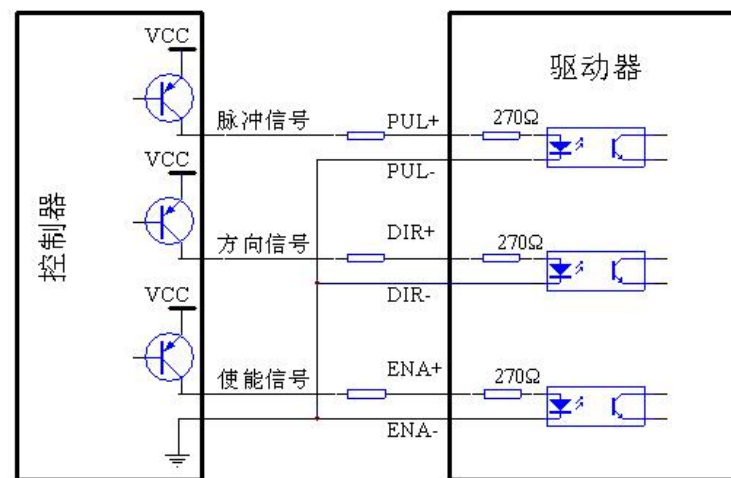 VCC
驱动器
脉冲信号
PUL+
270Ω
PUL-
VCC
控制器
方向信号
DIR+
270Ω
DIR-
VCC
使能信号
ENA+
270Ω
ENA-